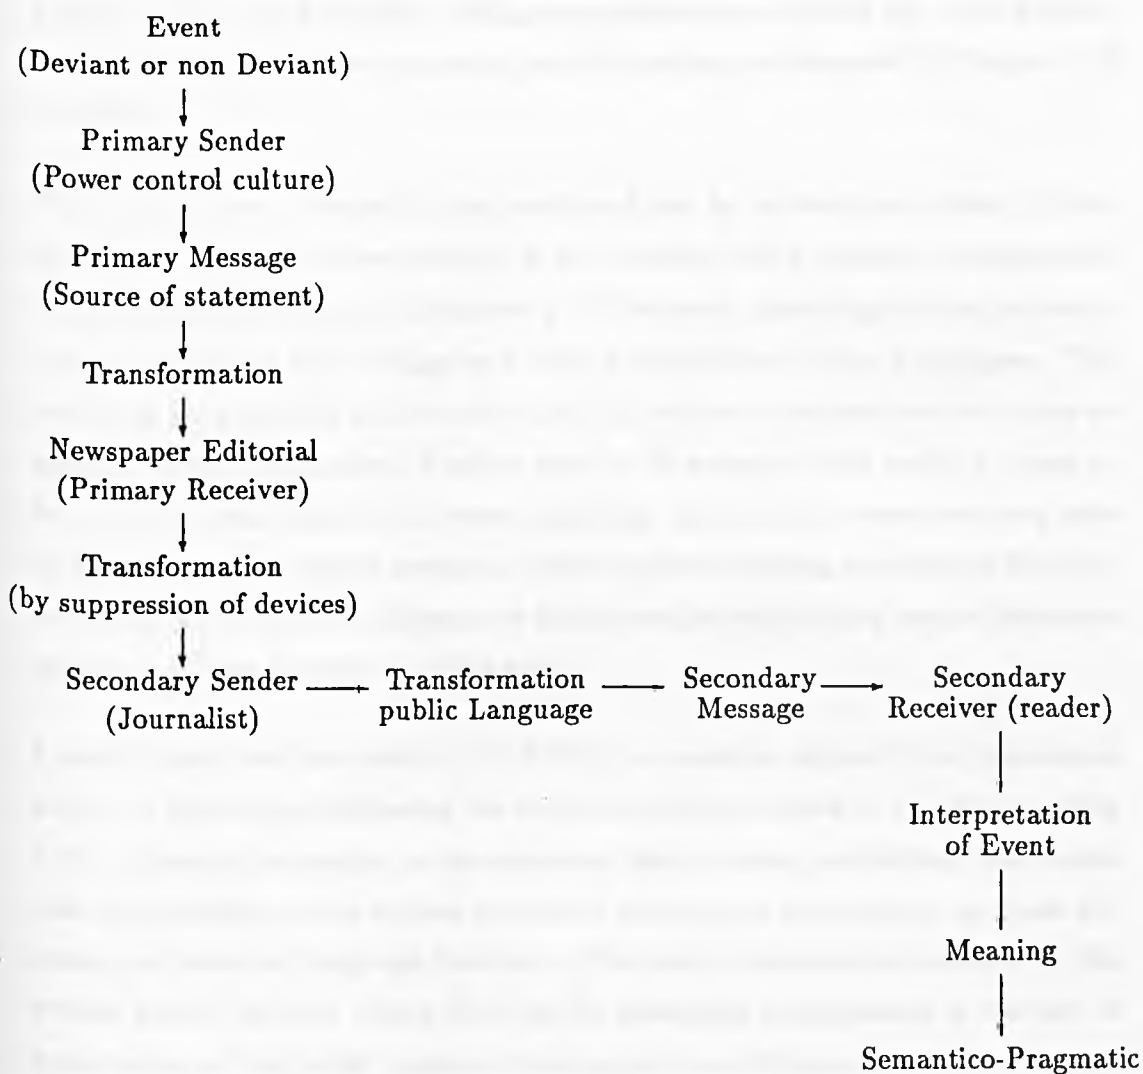 Event
(Deviant or non Deviant)
Primary Sender
(Power control culture)
Primary Message
(Source of statement)
Transformation
Newspaper Editorial
(Primary Receiver)
Transformation
(by suppression of devices)
Secondary Sender
(Journalist)
Transformation
public Language
Secondary
Message
Secondary
Receiver (reader)
Interpretation
of Event
Meaning
Semantico-Pragmatic